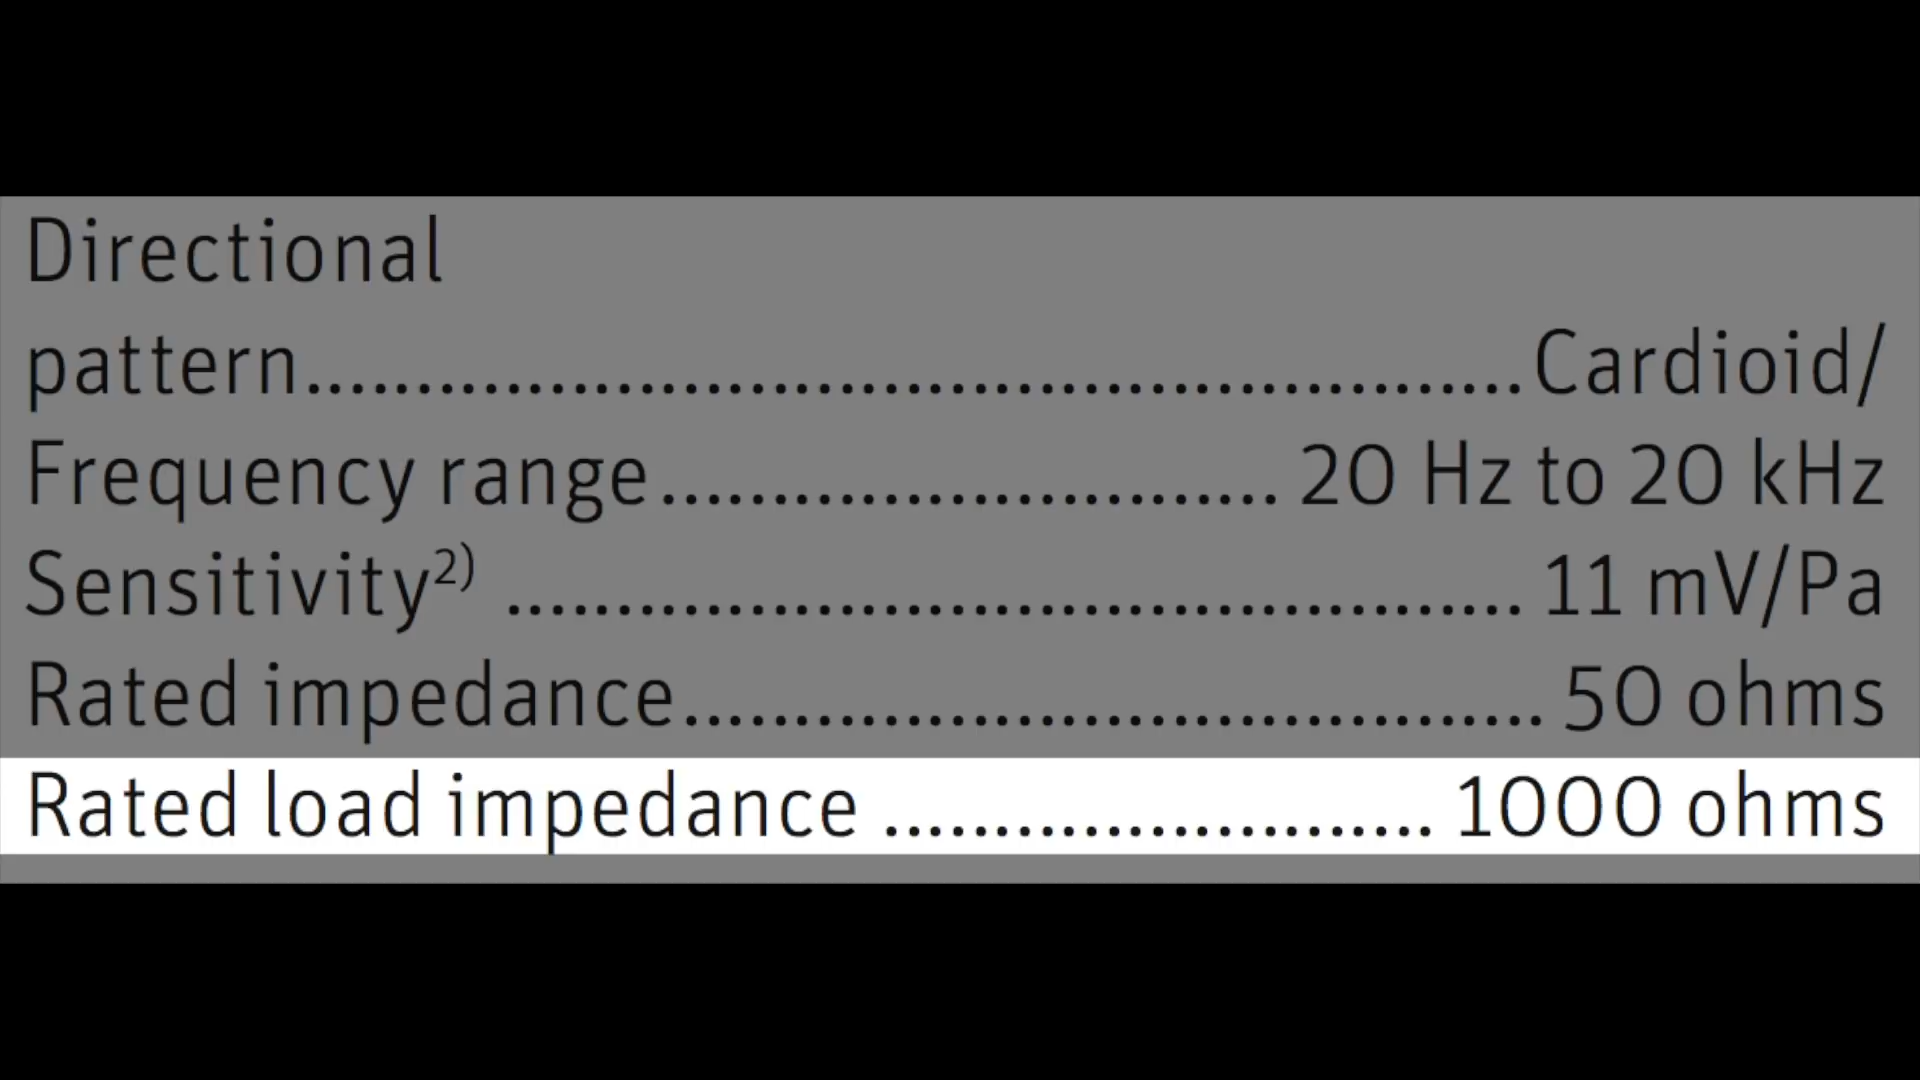 Directional
pattern.......................................................Cardioid/
Frequency range............................ 20 Hz to 20 kHz
Sensitivity²⁾ .............................................. 11 mV/Pa
Rated impedance....................................... 50 ohms
Rated load impedance ......................... 1000 ohms